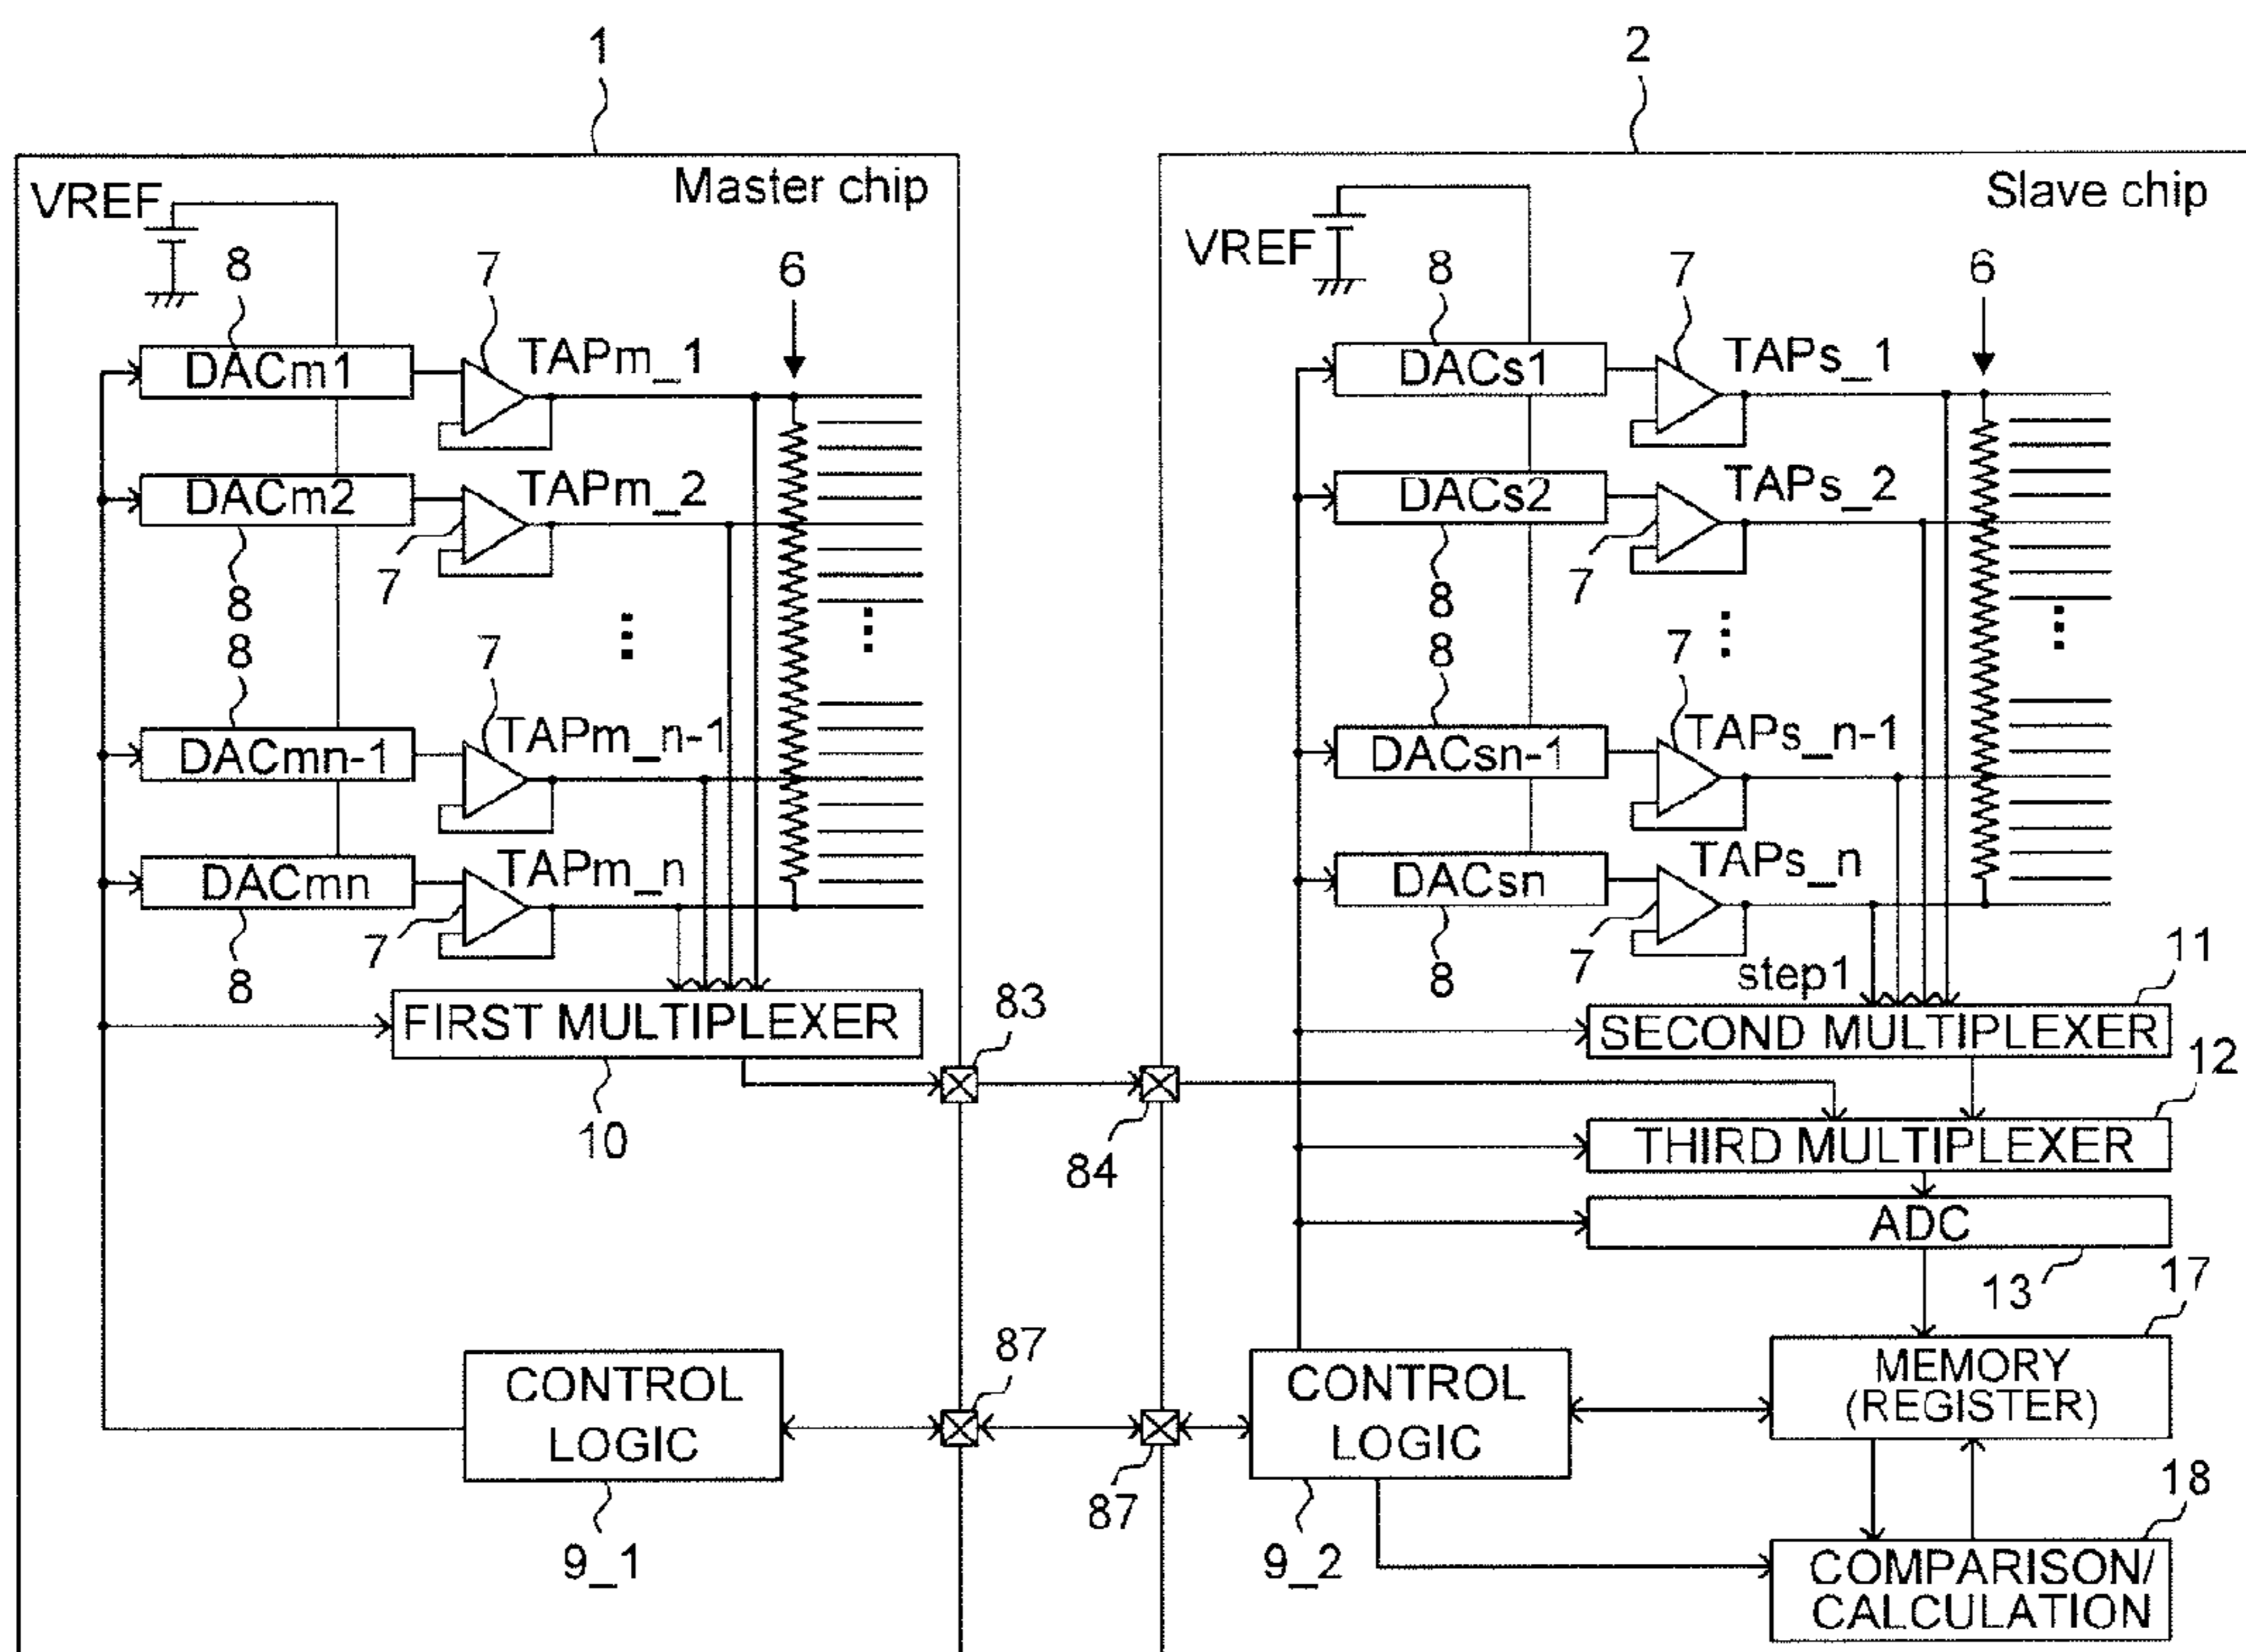 1
2
Master chip
VREF
8
7
6
DACm1
TAPm_1
DACm2
TAPm_2
8
7
8
7
DACmn-1
TAPm_n-1
DACmn
TAPm_n
8
7
FIRST MULTIPLEXER
10
83
CONTROL
LOGIC
9_1
87
Slave chip
VREF
8
7
6
DACs1
TAPs_1
DACs2
TAPs_2
8
7
8
7
DACsn-1
TAPs_n-1
DACsn
TAPs_n
8
7
step1
11
SECOND MULTIPLEXER
12
84
THIRD MULTIPLEXER
ADC
13
17
CONTROL
LOGIC
9_2
87
MEMORY
(REGISTER)
18
COMPARISON/
CALCULATION